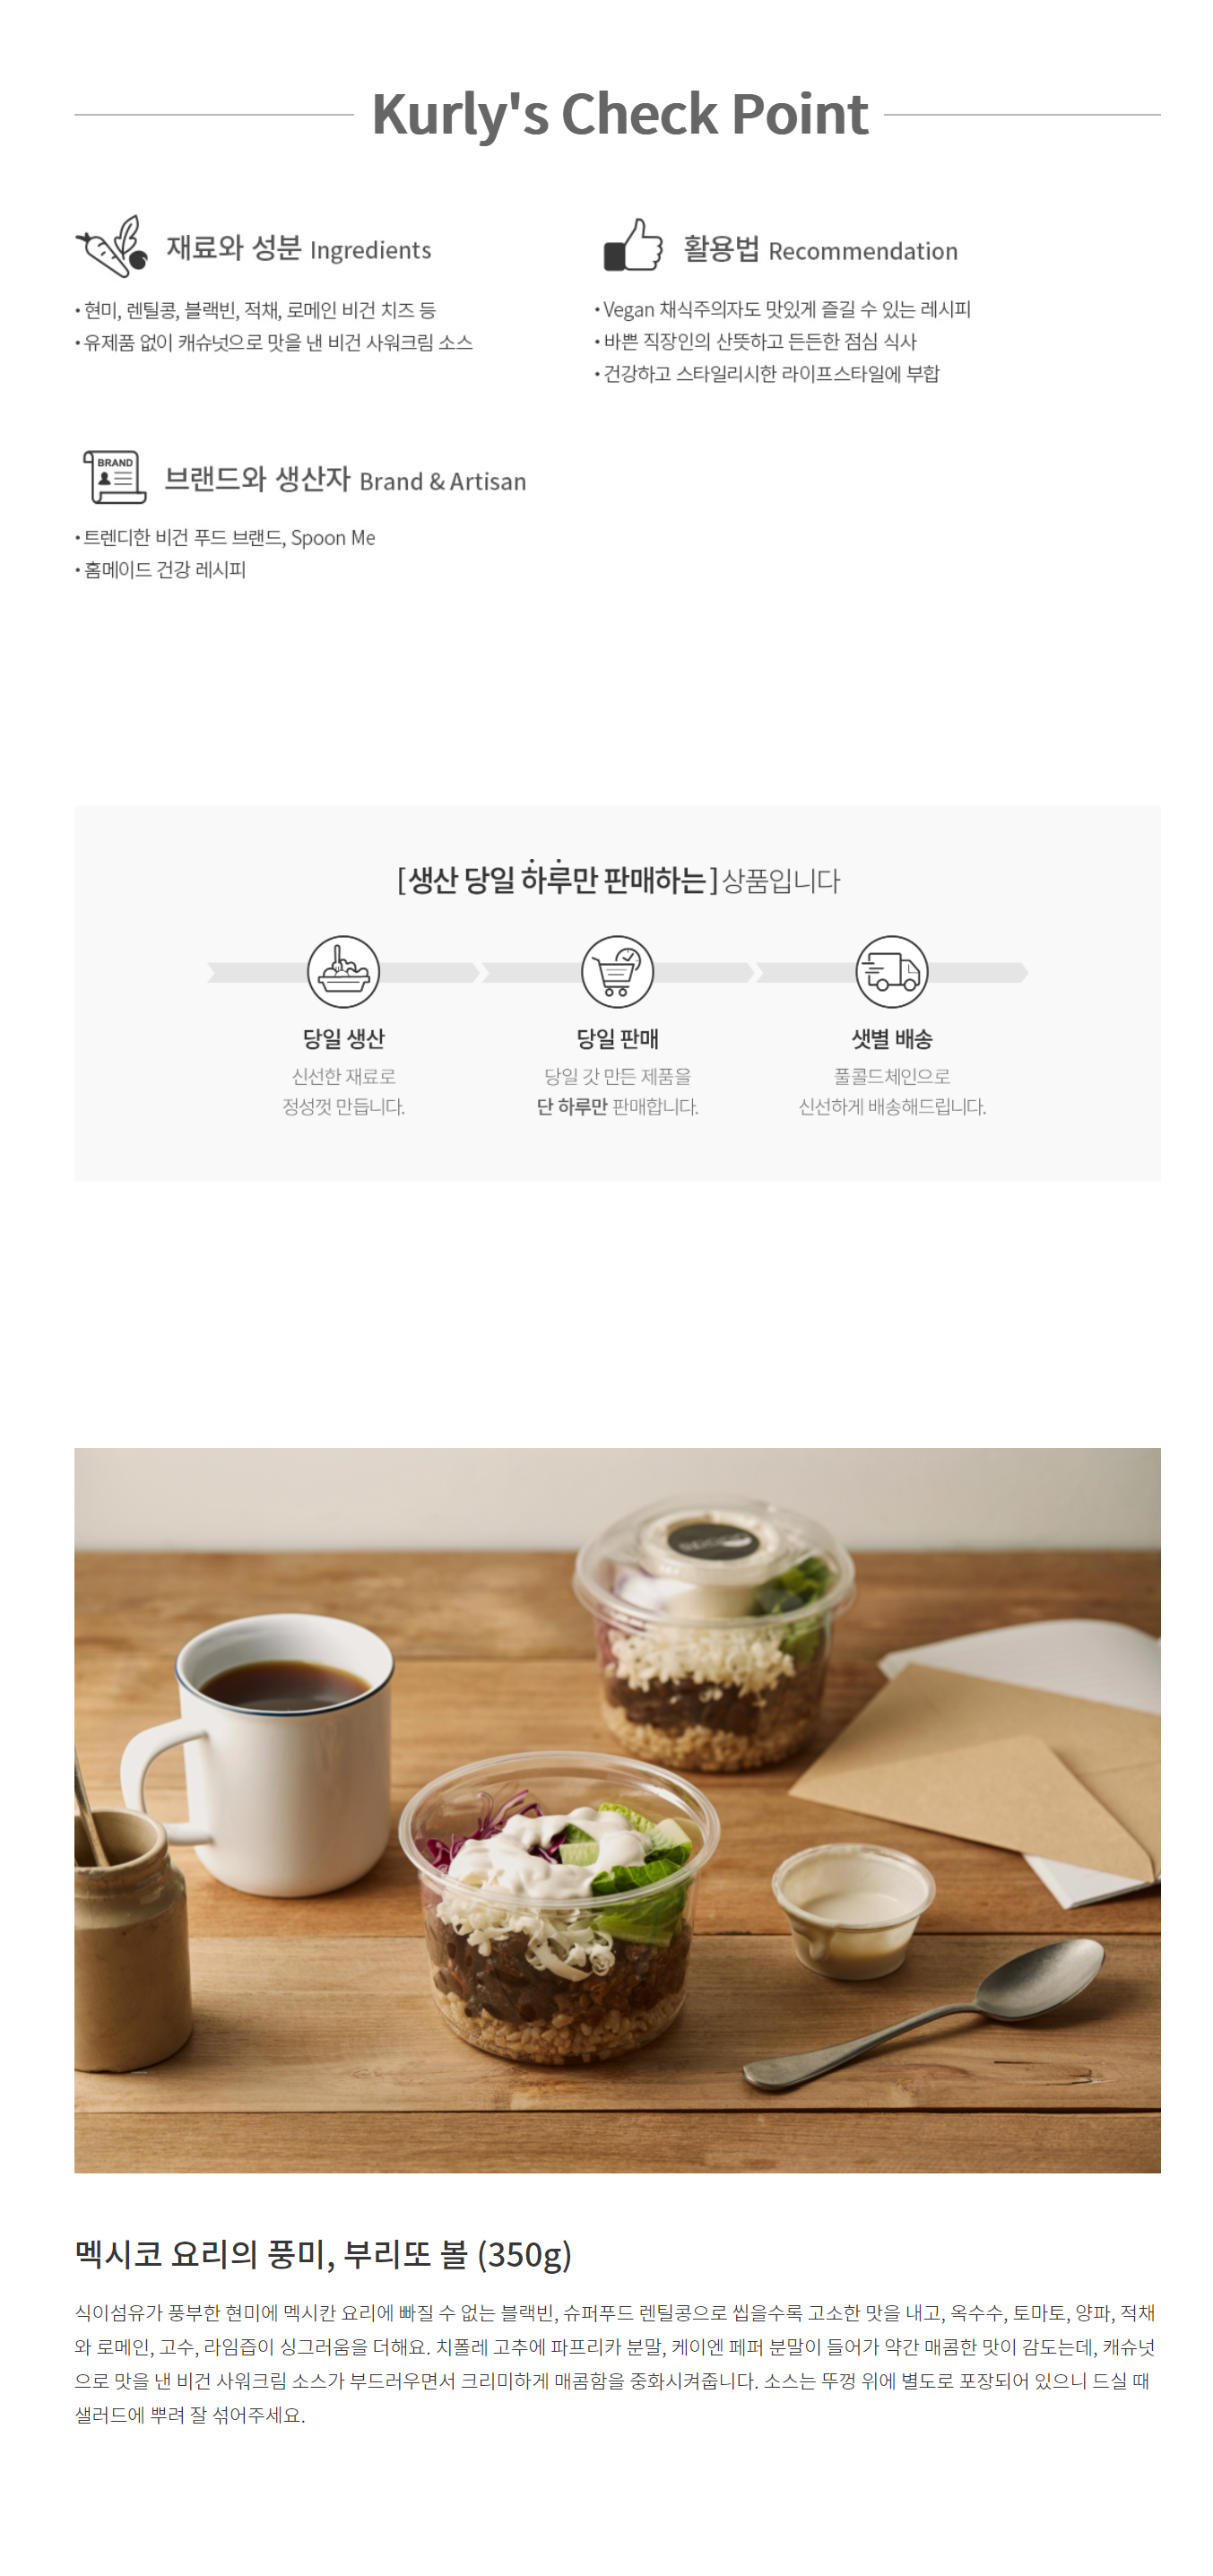 Kurly's Check Point
재료와 성분 Ingredients
• 현미, 렌틸콩, 블랙빈, 적채, 로메인 비건 치즈 등
• 유제품 없이 캐슈넛으로 맛을 낸 비건 사워크림 소스
활용법 Recommendation
• Vegan 채식주의자도 맛있게 즐길 수 있는 레시피
• 바쁜 직장인의 산뜻하고 든든한 점심 식사
• 건강하고 스타일리시한 라이프스타일에 부합
BRAND
브랜드와 생산자 Brand & Artisan
• 트렌디한 비건 푸드 브랜드, Spoon Me
• 홈메이드 건강 레시피
[생산 당일 하루만 판매하는] 상품입니다
당일 생산
신선한 재료로
정성껏 만듭니다.
당일 판매
당일 갓 만든 제품을
단 하루만 판매합니다.
샛별 배송
풀콜드체인으로
신선하게 배송해드립니다.
멕시코 요리의 풍미, 부리또 볼 (350g)
식이섬유가 풍부한 현미에 멕시칸 요리에 빠질 수 없는 블랙빈, 슈퍼푸드 렌틸콩으로 씹을수록 고소한 맛을 내고, 옥수수, 토마토, 양파, 적채
와 로메인, 고수, 라임즙이 싱그러움을 더해요. 치폴레 고추에 파프리카 분말, 케이엔 페퍼 분말이 들어가 약간 매콤한 맛이 감도는데, 캐슈넛
으로 맛을 낸 비건 사워크림 소스가 부드러우면서 크리미하게 매콤함을 중화시켜줍니다. 소스는 뚜껑 위에 별도로 포장되어 있으니 드실 때
샐러드에 뿌려 잘 섞어주세요.